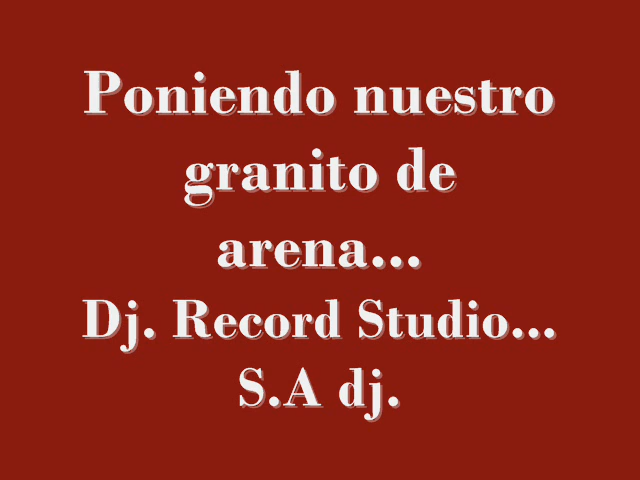 Poniendo nuestro
granito de
arena...
Dj. Record Studio...
S.A dj.